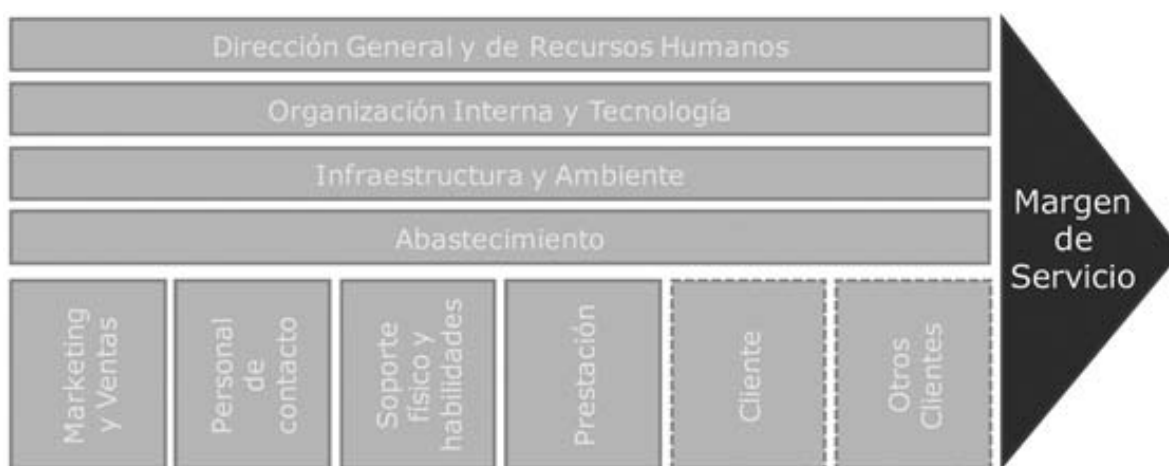 Dirección General y de Recursos Humanos
Organización Interna y Tecnología
Infraestructura y Ambiente
Abastecimiento
Marketing
y Ventas
Personal
de
contacto
Soporte
físico y
habilidades
Prestación
Cliente
Otros
Clientes
Margen
de
Servicio